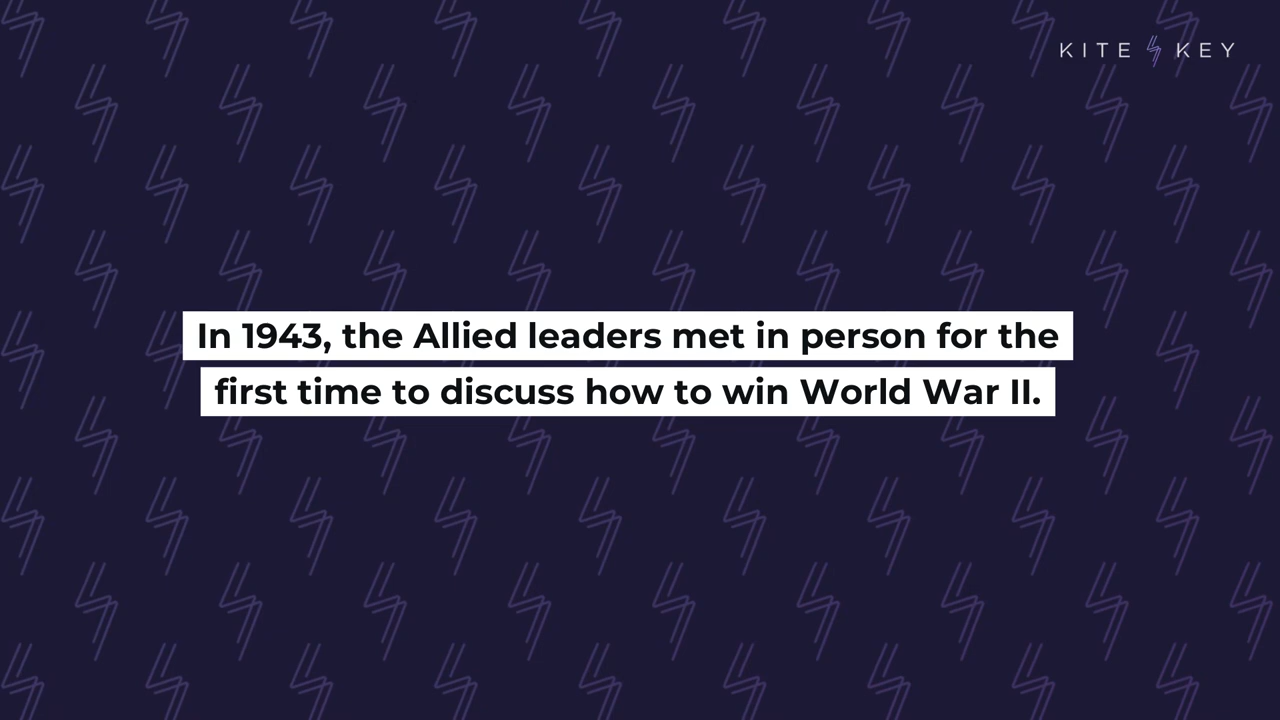 KITE KEY
In 1943, the Allied leaders met in person for the
first time to discuss how to win World War II.